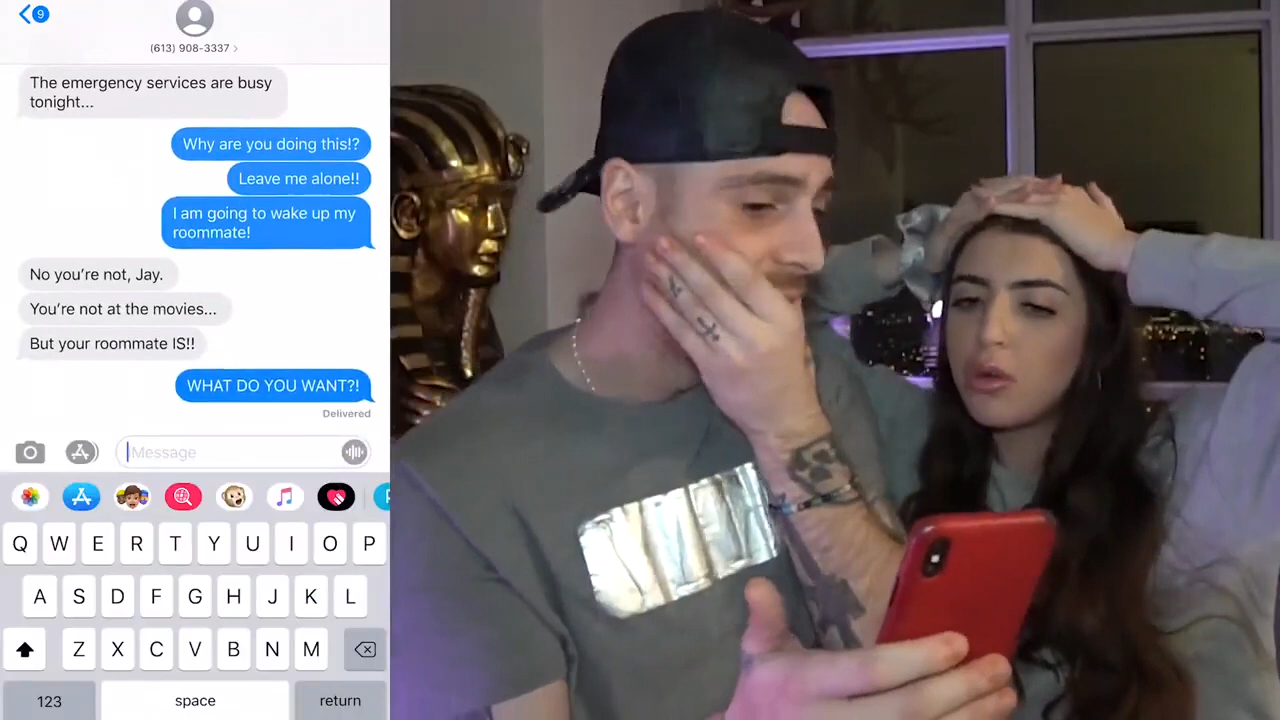 9
(613) 908-3337 >
The emergency services are busy
tonight...
Why are you doing this!?
Leave me alone!!
I am going to wake up my
roommate!
No you're not, Jay.
You're not at the movies...
But your roommate IS!!
WHAT DO YOU WANT?!
Delivered
Message
Q W E R T Y U I O P
A S D F G H J K L
Z X C V B N M
123 space return